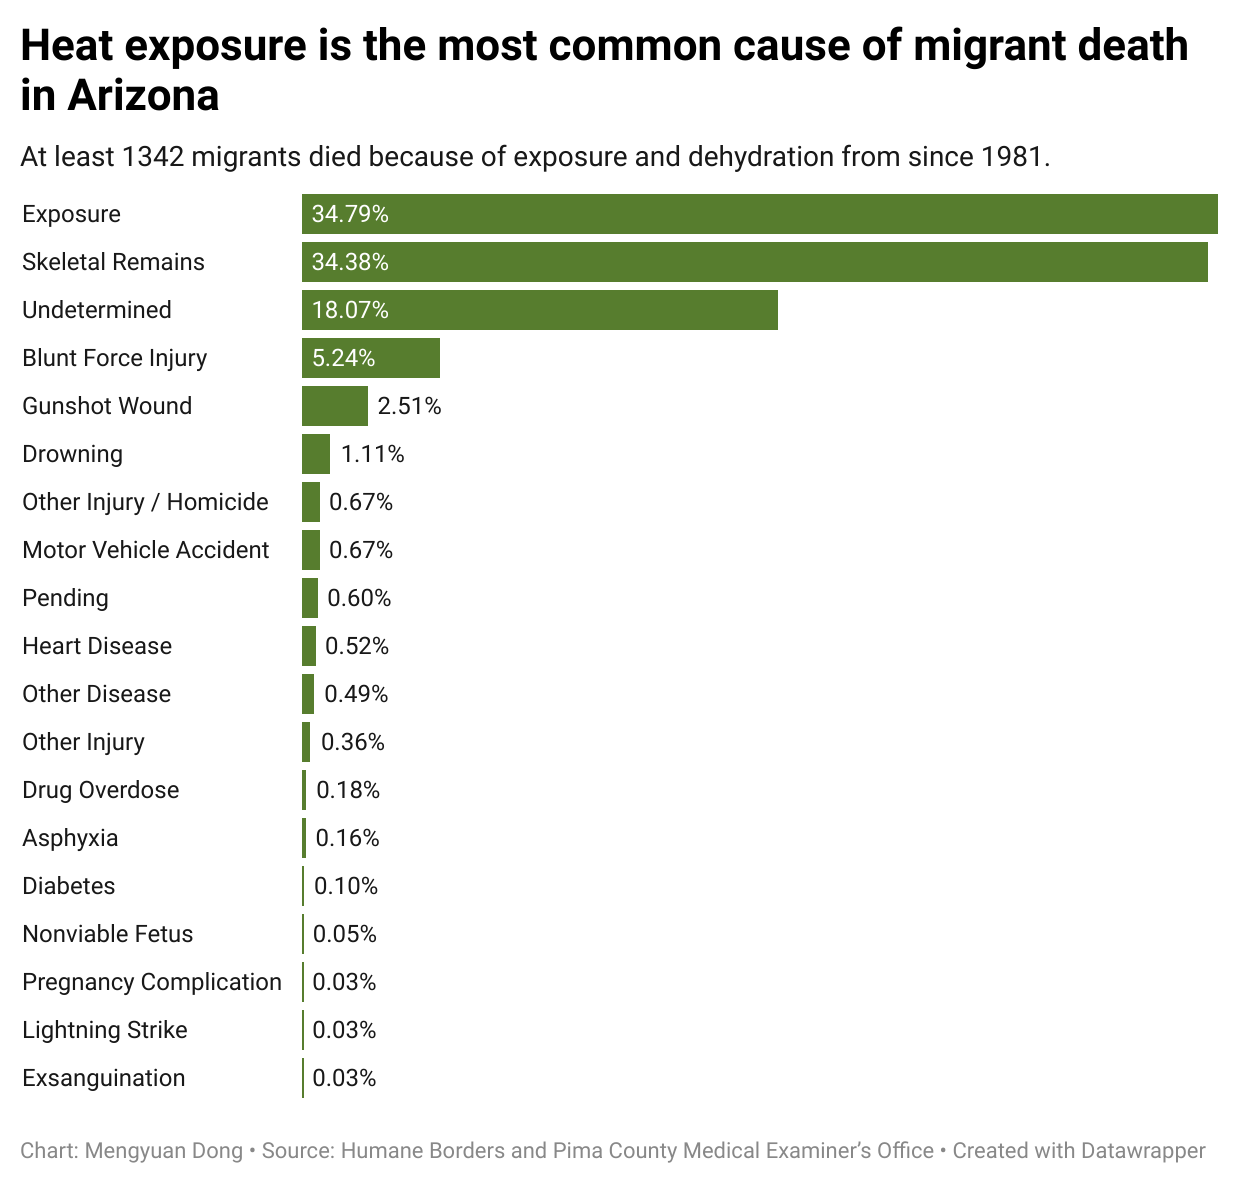 Heat exposure is the most common cause of migrant death
in Arizona
At least 1342 migrants died because of exposure and dehydration from since 1981.
Exposure 34.79%
Skeletal Remains 34.38%
Undetermined 18.07%
Blunt Force Injury 5.24%
Gunshot Wound 2.51%
Drowning 1.11%
Other Injury / Homicide 0.67%
Motor Vehicle Accident 0.67%
Pending 0.60%
Heart Disease 0.52%
Other Disease 0.49%
Other Injury 0.36%
Drug Overdose 0.18%
Asphyxia 0.16%
Diabetes 0.10%
Nonviable Fetus 0.05%
Pregnancy Complication 0.03%
Lightning Strike 0.03%
Exsanguination 0.03%
Chart: Mengyuan Dong • Source: Humane Borders and Pima County Medical Examiner’s Office • Created with Datawrapper